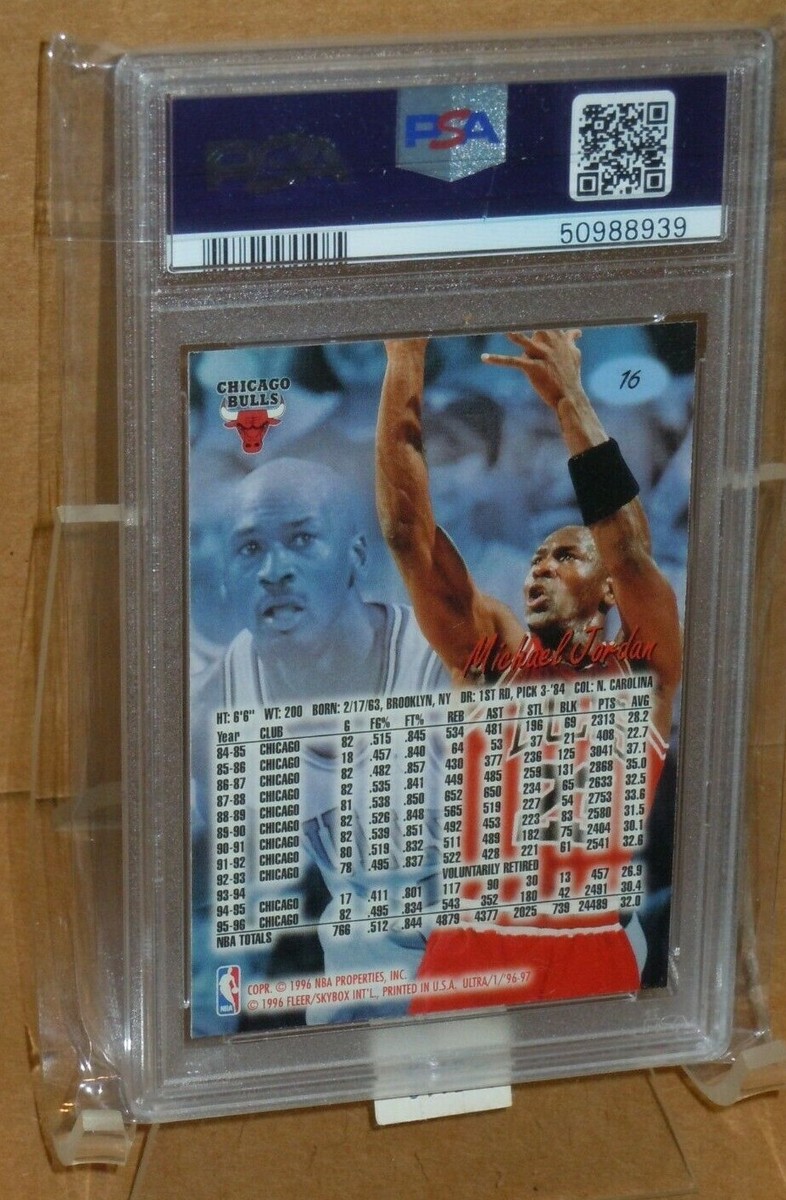 PSA
PSA
50988939
CHICAGO
BULLS
16
Michael Jordan
HT: 6'6" WT: 200 BORN: 2/17/63, BROOKLYN, NY DR: 1ST RD, PICK 3-'84 COL: N. CAROLINA
Year CLUB G FG% FT% REB AST STL BLK PTS AVG
84-85 CHICAGO 82 .515 .845 534 481 196 69 2313 28.2
85-86 CHICAGO 18 .457 .840 64 53 37 21 408 22.7
86-87 CHICAGO 82 .482 .857 430 377 236 125 3041 37.1
87-88 CHICAGO 82 .535 .841 449 485 259 131 2868 35.0
88-89 CHICAGO 81 .538 .850 652 650 234 65 2633 32.5
89-90 CHICAGO 82 .526 .848 565 519 227 54 2753 33.6
90-91 CHICAGO 82 .539 .851 492 453 223 83 2580 31.5
91-92 CHICAGO 80 .519 .832 511 489 182 75 2404 30.1
92-93 CHICAGO 78 .495 .837 522 428 221 61 2541 32.6
93-94 VOLUNTARILY RETIRED
94-95 CHICAGO 17 .411 .801 117 90 30 13 457 26.9
95-96 CHICAGO 82 .495 .834 543 352 180 42 2491 30.4
NBA TOTALS 766 .512 .844 4879 4377 2025 739 24489 32.0
NBA
COPR. © 1996 NBA PROPERTIES, INC.
© 1996 FLEER/SKYBOX INT'L., PRINTED IN U.S.A. ULTRA/1/'96-97